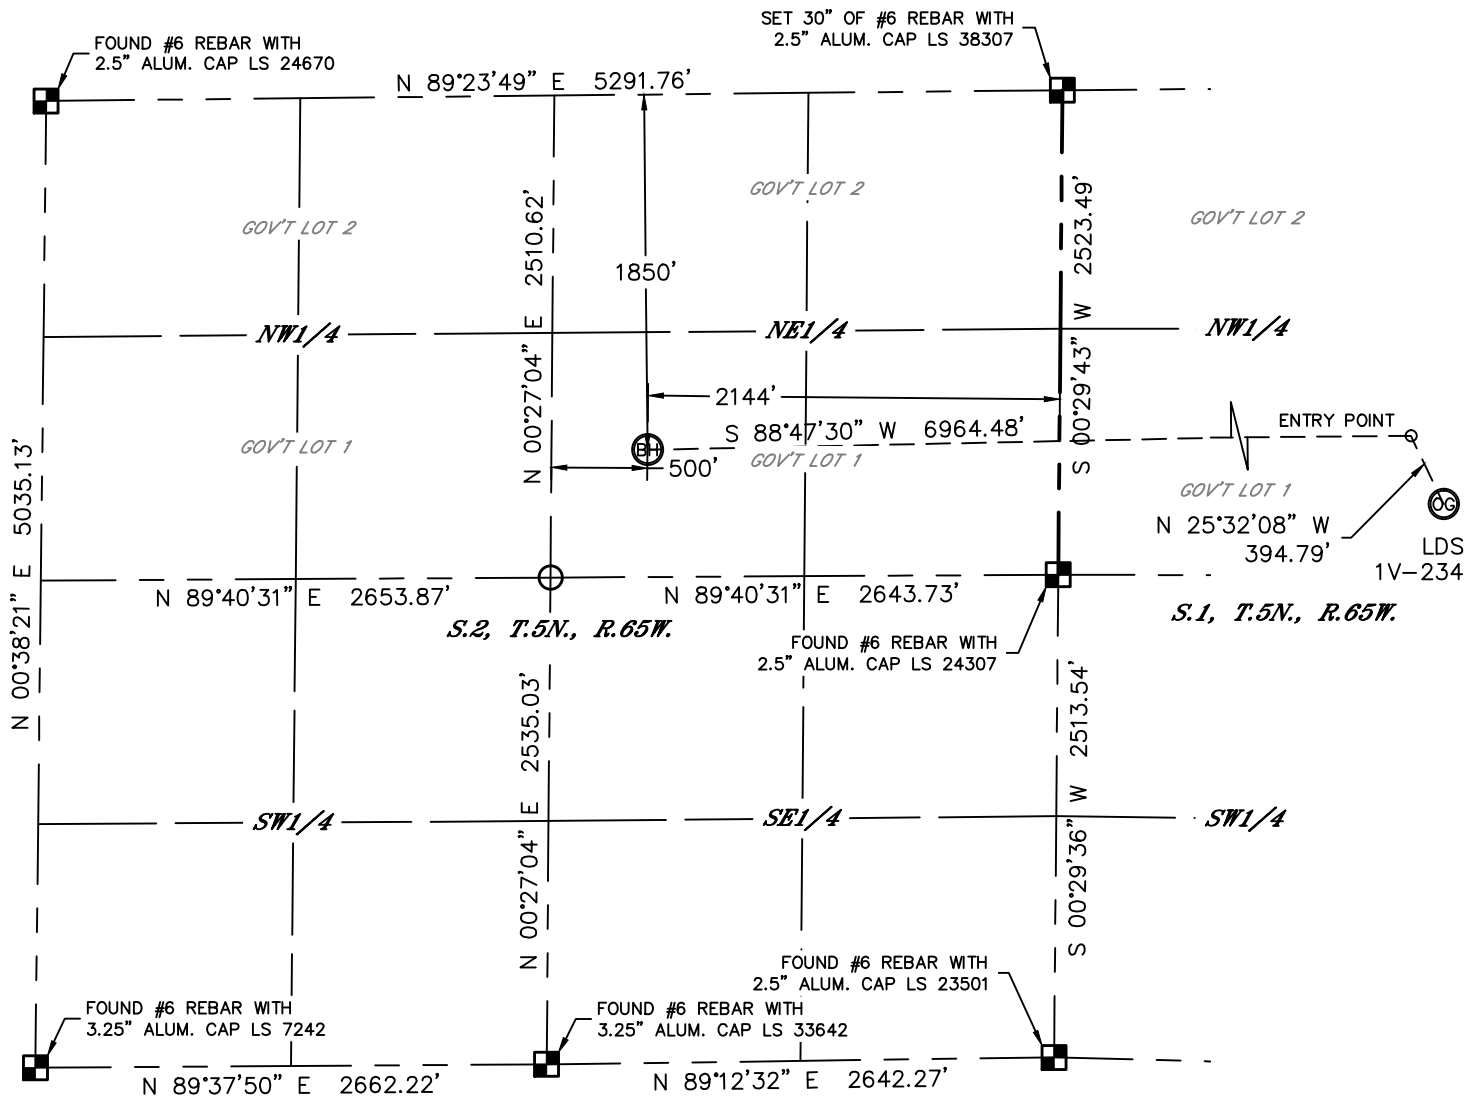 SET 30" OF #6 REBAR WITH
2.5" ALUM. CAP LS 38307
FOUND #6 REBAR WITH
2.5" ALUM. CAP LS 24670
N 89°23'49" E 5291.76'
GOV'T LOT 2
GOV'T LOT 2
GOV'T LOT 2
N 00°27'04" E 2510.62'
1850'
S 00°29'43" W 2523.49'
NW1/4
NE1/4
NW1/4
2144'
S 88°47'30" W 6964.48'
ENTRY POINT
BH
500'
GOV'T LOT 1
GOV'T LOT 1
GOV'T LOT 1
OG
N 25°32'08" W
394.79'
LDS
1V-234
N 00°38'21" E 5035.13'
N 89°40'31" E 2653.87'
N 89°40'31" E 2643.73'
S.2, T.5N., R.65W.
S.1, T.5N., R.65W.
FOUND #6 REBAR WITH
2.5" ALUM. CAP LS 24307
N 00°27'04" E 2535.03'
S 00°29'36" W 2513.54'
SW1/4
SE1/4
SW1/4
FOUND #6 REBAR WITH
2.5" ALUM. CAP LS 23501
FOUND #6 REBAR WITH
3.25" ALUM. CAP LS 7242
FOUND #6 REBAR WITH
3.25" ALUM. CAP LS 33642
N 89°37'50" E 2662.22'
N 89°12'32" E 2642.27'